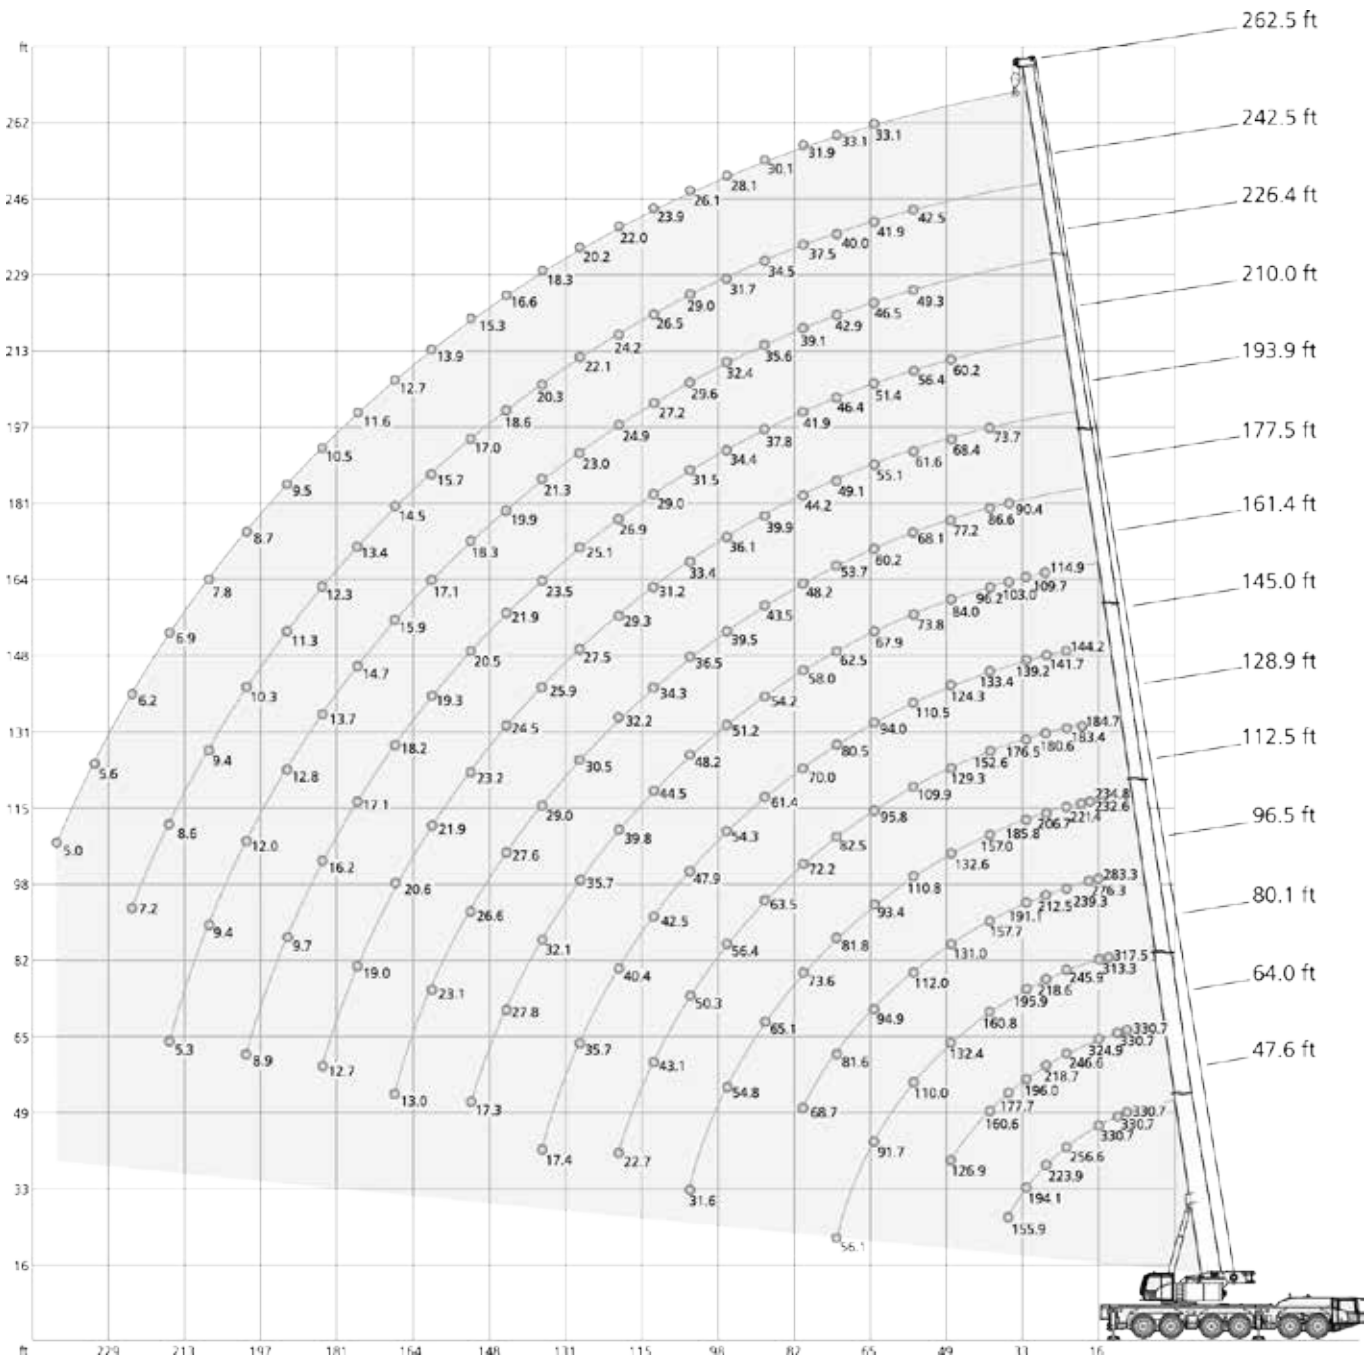 262.5 ft
242.5 ft
226.4 ft
210.0 ft
193.9 ft
177.5 ft
161.4 ft
145.0 ft
128.9 ft
112.5 ft
96.5 ft
80.1 ft
64.0 ft
47.6 ft
ft
262
246
229
213
197
181
164
148
131
115
98
82
65
49
33
16
5.0 5.6 6.2 6.9 7.8 8.7 9.5 10.5 11.6 12.7 13.9 15.3 16.6 18.3 20.2 22.0 23.9 26.1 28.1 30.1 31.9 33.1 33.1
7.2 8.6 9.4 10.3 11.3 12.3 13.4 14.5 15.7 17.0 18.6 20.3 22.1 24.2 26.5 29.0 31.7 34.5 37.5 40.0 41.9 42.5
5.3 9.4 12.0 12.8 13.7 14.7 15.9 17.1 18.3 19.9 21.3 23.0 24.9 27.2 29.6 32.4 35.6 39.1 42.9 46.5 49.3
8.9 9.7 16.2 17.1 18.2 19.3 20.5 21.9 23.5 25.1 26.9 29.0 31.5 34.4 37.8 41.9 46.4 51.4 56.4 60.2
12.7 19.0 20.6 21.9 23.2 24.5 25.9 27.5 29.3 31.2 33.4 36.1 39.9 44.2 49.1 55.1 61.6 68.4 73.7
13.0 23.1 26.6 27.6 29.0 30.5 32.2 34.3 36.5 39.5 43.5 48.2 53.7 60.2 68.1 77.2 86.6 90.4
17.3 27.8 32.1 35.7 39.8 44.5 48.2 51.2 54.2 58.0 62.5 67.9 73.8 84.0 96.2 103.0 109.7 114.9
17.4 35.7 40.4 42.5 47.9 54.3 61.4 70.0 80.5 94.0 110.5 124.3 133.4 139.2 141.7 144.2
22.7 43.1 50.3 56.4 63.5 72.2 82.5 95.8 109.9 129.3 152.6 176.5 180.6 183.4 184.7
31.6 54.8 65.1 73.6 81.8 93.4 110.8 132.6 157.0 185.8 206.7 221.4 232.6 234.8
68.7 81.6 94.9 112.0 131.0 157.7 191.1 212.5 239.3 276.3 283.3
56.1 91.7 110.0 132.4 160.8 195.9 218.6 245.9 313.3 317.5
126.9 160.6 177.7 196.0 218.7 246.6 324.9 330.7 330.7
155.9 194.1 223.9 256.6 330.7 330.7 330.7
ft 229 213 197 181 164 148 131 115 98 82 65 49 33 16